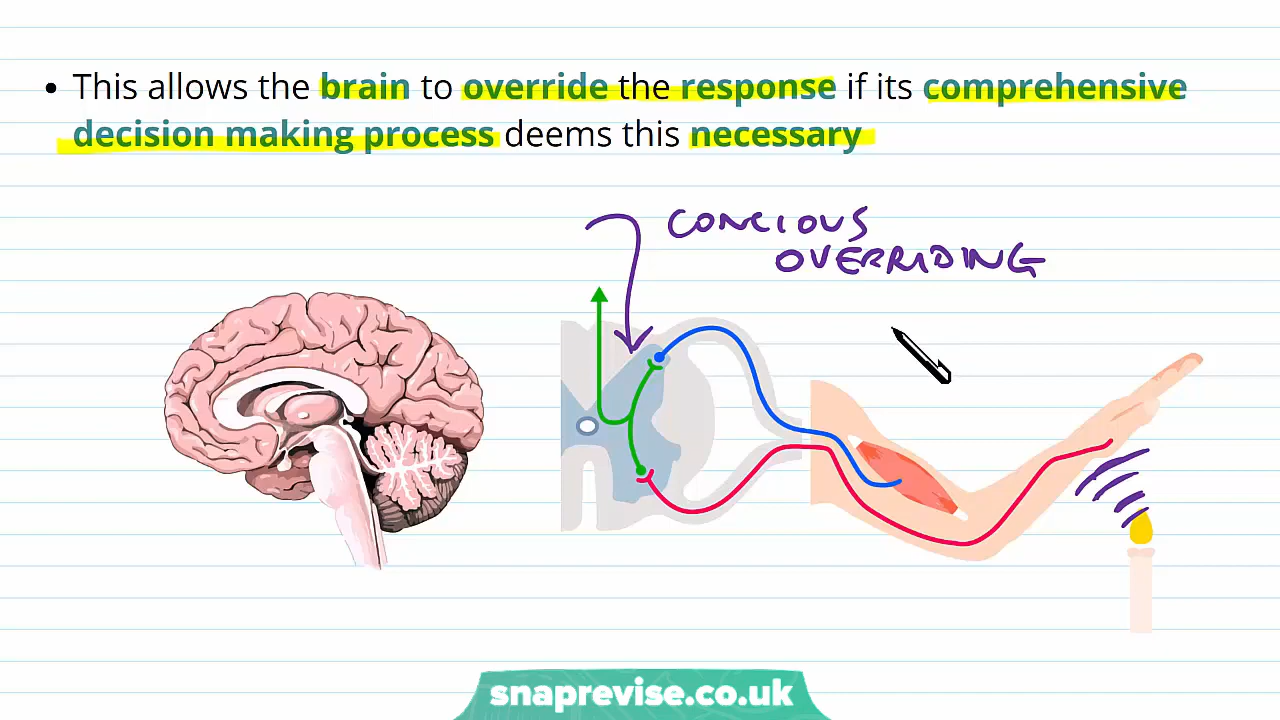 • This allows the brain to override the response if its comprehensive
decision making process deems this necessary
CONCIOUS
OVERRIDING
snaprevise.co.uk